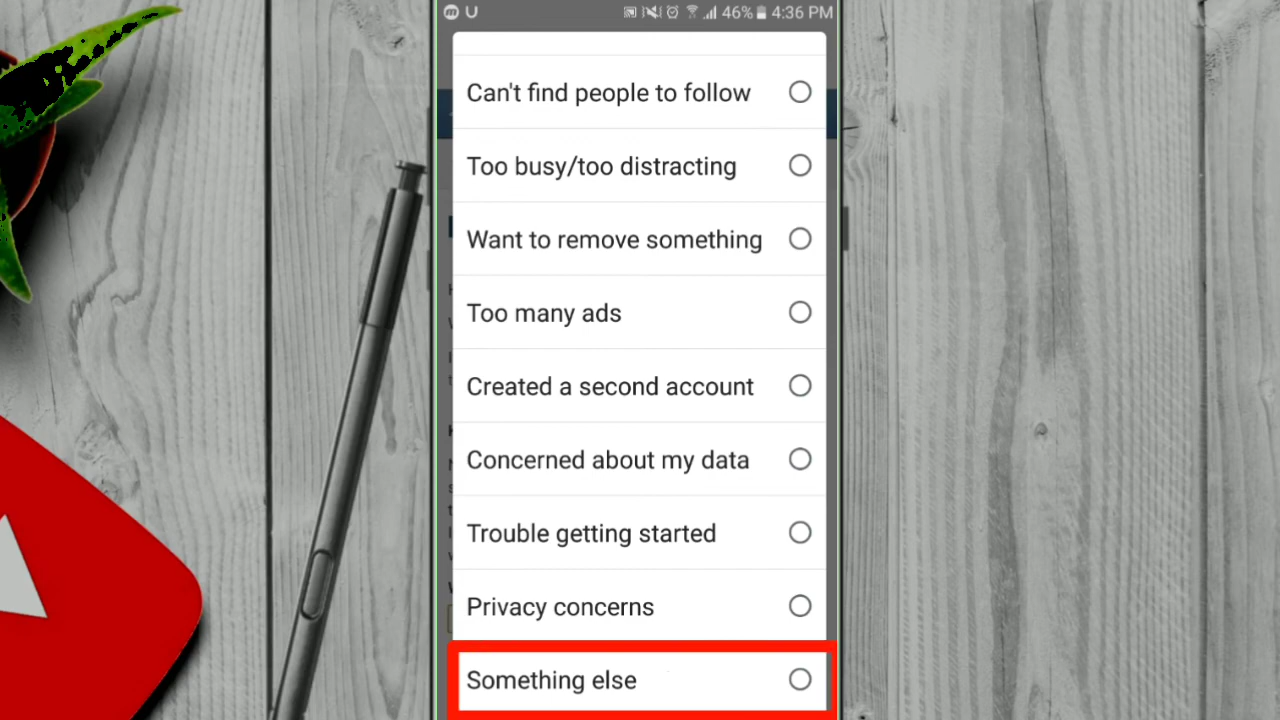 U
46%
4:36 PM
Can't find people to follow
Too busy/too distracting
Want to remove something
Too many ads
Created a second account
Concerned about my data
Trouble getting started
Privacy concerns
Something else